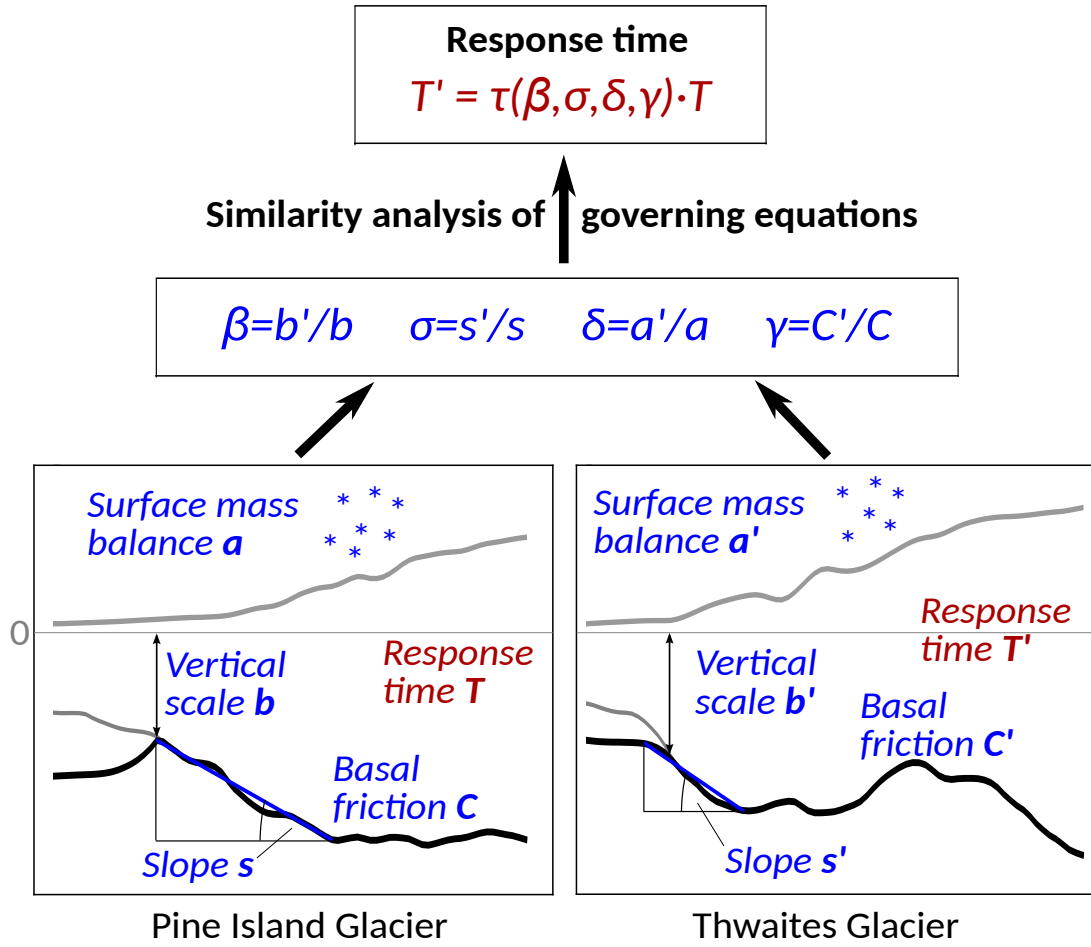 Response time
T' = τ(β,σ,δ,γ)·T
Similarity analysis of governing equations
β=b'/b σ=s'/s δ=a'/a γ=C'/C
Surface mass
balance a
0
Vertical
scale b
Response
time T
Basal
friction C
Slope s
Pine Island Glacier
Surface mass
balance a'
Response
time T'
Vertical
scale b'
Basal
friction C'
Slope s'
Thwaites Glacier